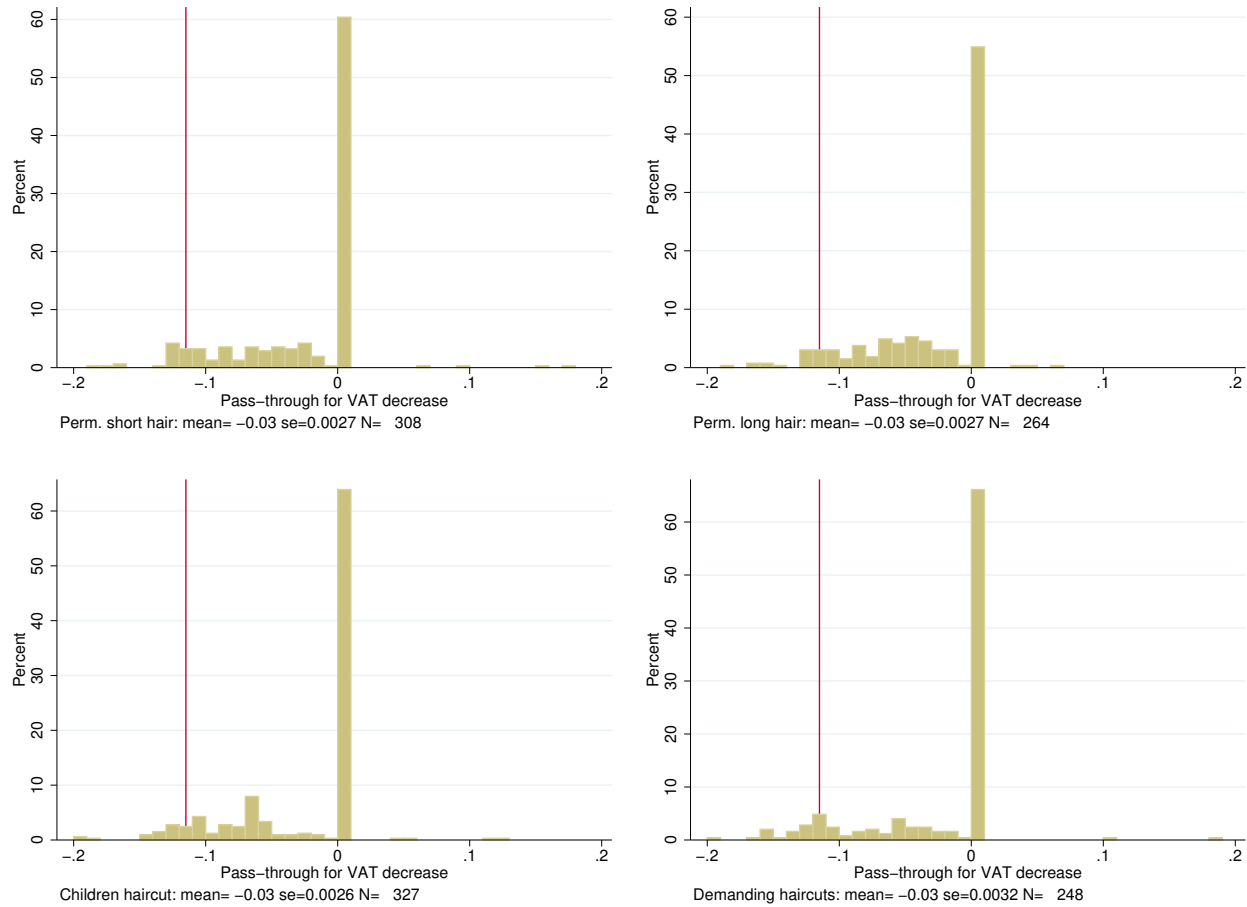 60
50
40
30
20
10
0
Percent
−.2 −.1 0 .1 .2
Pass−through for VAT decrease
Perm. short hair: mean= −0.03 se=0.0027 N= 308
60
50
40
30
20
10
0
Percent
−.2 −.1 0 .1 .2
Pass−through for VAT decrease
Perm. long hair: mean= −0.03 se=0.0027 N= 264
60
50
40
30
20
10
0
Percent
−.2 −.1 0 .1 .2
Pass−through for VAT decrease
Children haircut: mean= −0.03 se=0.0026 N= 327
60
50
40
30
20
10
0
Percent
−.2 −.1 0 .1 .2
Pass−through for VAT decrease
Demanding haircuts: mean= −0.03 se=0.0032 N= 248